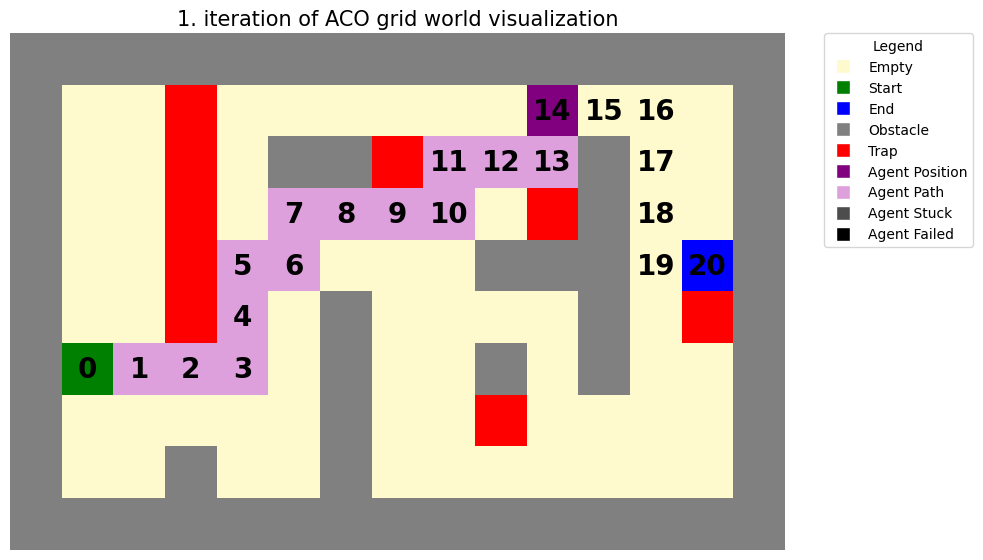 1. iteration of ACO grid world visualization
Legend
Empty
Start
End
Obstacle
Trap
Agent Position
Agent Path
Agent Stuck
Agent Failed
14 15 16
11 12 13 17
7 8 9 10 18
5 6 19 20
4
0 1 2 3